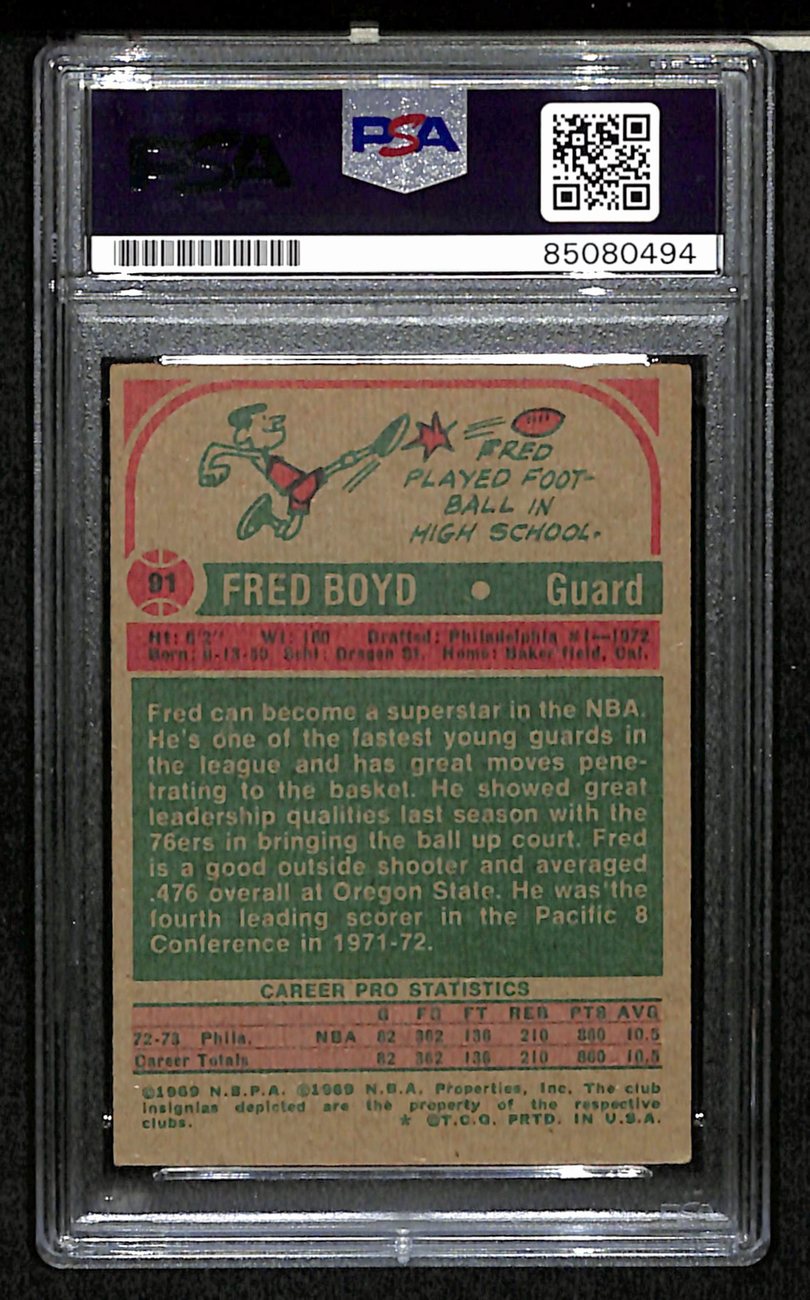 PSA
PSA
85080494
FRED
PLAYED FOOT-
BALL IN
HIGH SCHOOL.
91 FRED BOYD • Guard
Ht: 6'2" Wt: 180 Drafted: Philadelphia #1—1972
Born: 6-13-50 Schl: Oregon St. Home: Bakersfield, Cal.
Fred can become a superstar in the NBA.
He's one of the fastest young guards in
the league and has great moves pene-
trating to the basket. He showed great
leadership qualities last season with the
76ers in bringing the ball up court. Fred
is a good outside shooter and averaged
.476 overall at Oregon State. He was the
fourth leading scorer in the Pacific 8
Conference in 1971-72.
CAREER PRO STATISTICS
G FG FT REB PTS AVG
72-73 Phila. NBA 82 362 136 210 860 10.5
Career Totals 82 362 136 210 860 10.5
©1969 N.B.P.A. ©1969 N.B.A. Properties, Inc. The club
insignias depicted are the property of the respective
clubs. * ©T.C.G. PRTD. IN U.S.A.
PSA